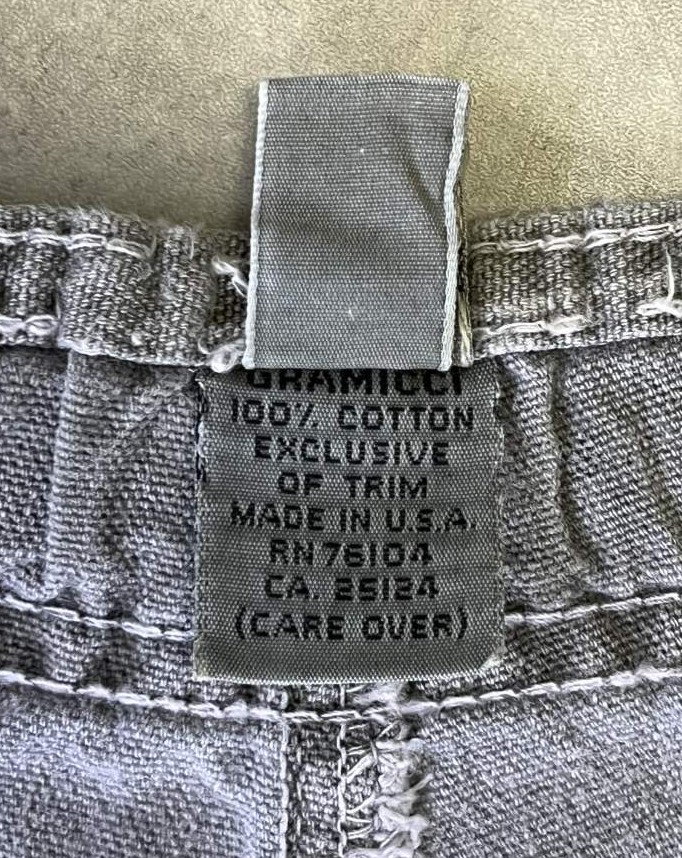 GRAMICCI
100% COTTON
EXCLUSIVE
OF TRIM
MADE IN U.S.A.
RN 76104
CA. 25124
(CARE OVER)